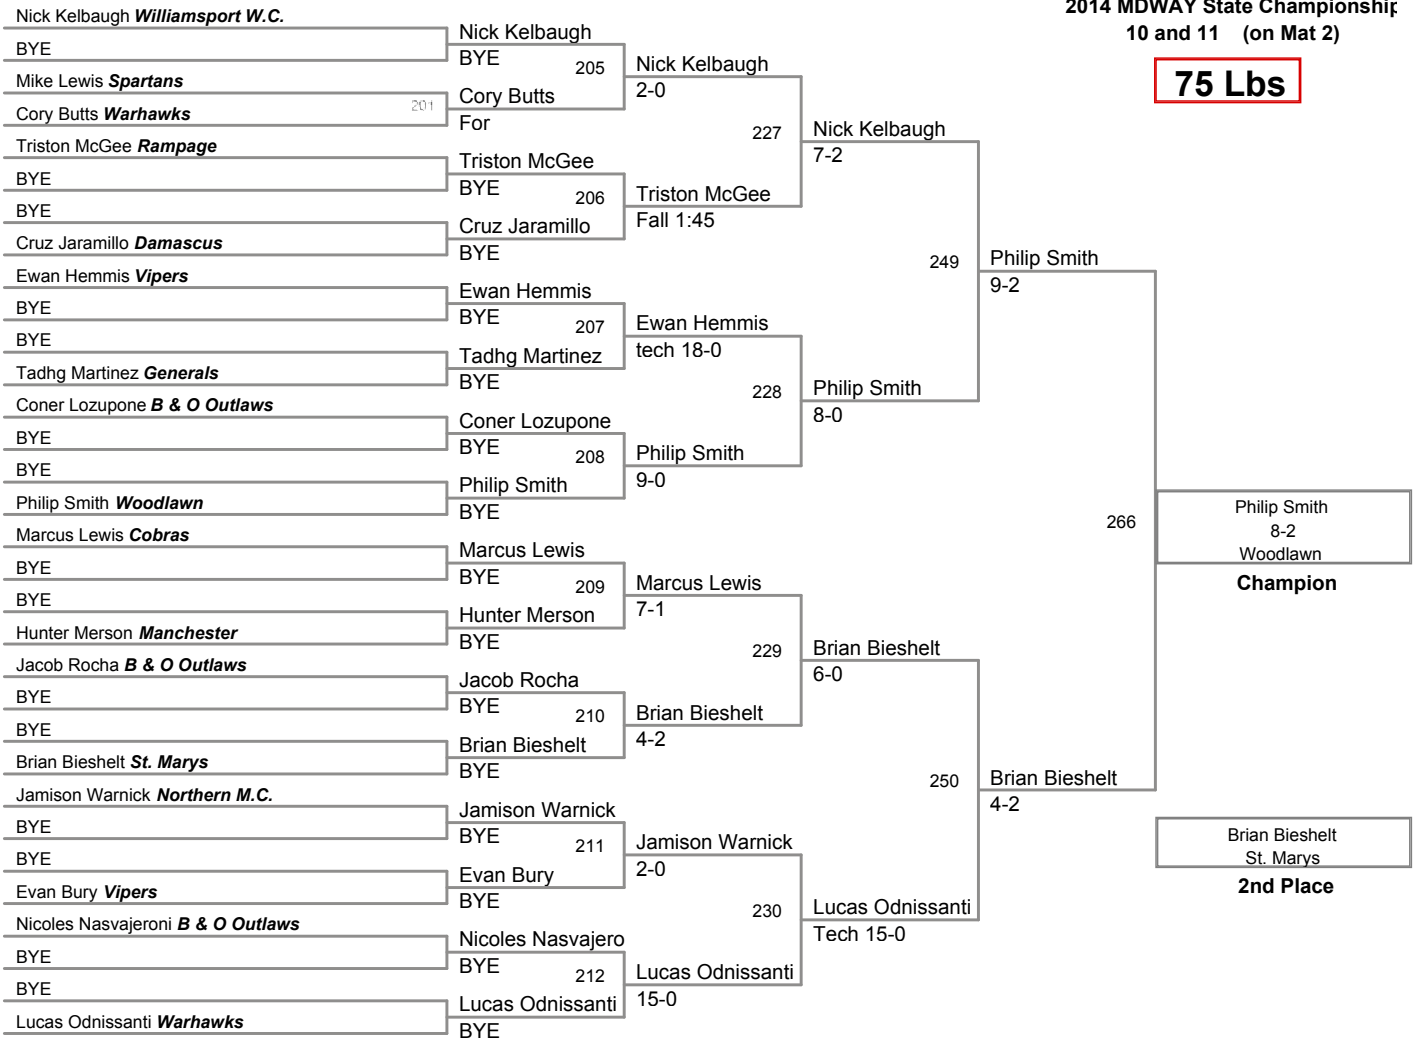 2014 MDWAY State Championship
10 and 11 (on Mat 2)
75 Lbs
Nick Kelbaugh Williamsport W.C.
BYE
Mike Lewis Spartans
Cory Butts Warhawks
201
Triston McGee Rampage
BYE
BYE
Cruz Jaramillo Damascus
Ewan Hemmis Vipers
BYE
BYE
Tadhg Martinez Generals
Coner Lozupone B & O Outlaws
BYE
BYE
Philip Smith Woodlawn
Marcus Lewis Cobras
BYE
BYE
Hunter Merson Manchester
Jacob Rocha B & O Outlaws
BYE
BYE
Brian Bieshelt St. Marys
Jamison Warnick Northern M.C.
BYE
BYE
Evan Bury Vipers
Nicoles Nasvajeroni B & O Outlaws
BYE
BYE
Lucas Odnissanti Warhawks
Nick Kelbaugh
BYE
205
Cory Butts
For
Triston McGee
BYE
206
Cruz Jaramillo
BYE
Ewan Hemmis
BYE
207
Tadhg Martinez
BYE
Coner Lozupone
BYE
208
Philip Smith
BYE
Marcus Lewis
BYE
209
Hunter Merson
BYE
Jacob Rocha
BYE
210
Brian Bieshelt
BYE
Jamison Warnick
BYE
211
Evan Bury
BYE
Nicoles Nasvajero
BYE
212
Lucas Odnissanti
BYE
Nick Kelbaugh
2-0
227
Triston McGee
Fall 1:45
Ewan Hemmis
tech 18-0
228
Philip Smith
9-0
Marcus Lewis
7-1
229
Brian Bieshelt
4-2
Jamison Warnick
2-0
230
Lucas Odnissanti
15-0
Nick Kelbaugh
7-2
249
Philip Smith
8-0
Brian Bieshelt
6-0
250
Lucas Odnissanti
Tech 15-0
Philip Smith
9-2
266
Brian Bieshelt
4-2
Philip Smith
8-2
Woodlawn
Champion
Brian Bieshelt
St. Marys
2nd Place